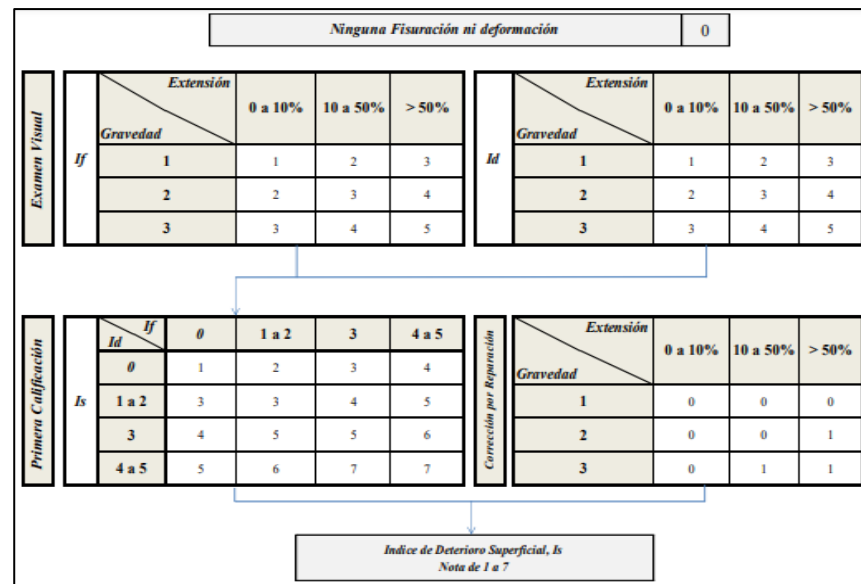 Ninguna Fisuración ni deformación 0
Examen Visual
If
Extensión
Gravedad
0 a 10% 10 a 50% > 50%
1 1 2 3
2 2 3 4
3 3 4 5
Id
Extensión
Gravedad
0 a 10% 10 a 50% > 50%
1 1 2 3
2 2 3 4
3 3 4 5
Primera Calificación
Is
If
Id
0 1 a 2 3 4 a 5
0 1 2 3 4
1 a 2 3 3 4 5
3 4 5 5 6
4 a 5 5 6 7 7
Corrección por Reparación
Extensión
Gravedad
0 a 10% 10 a 50% > 50%
1 0 0 0
2 0 0 1
3 0 1 1
Indice de Deterioro Superficial, Is
Nota de 1 a 7